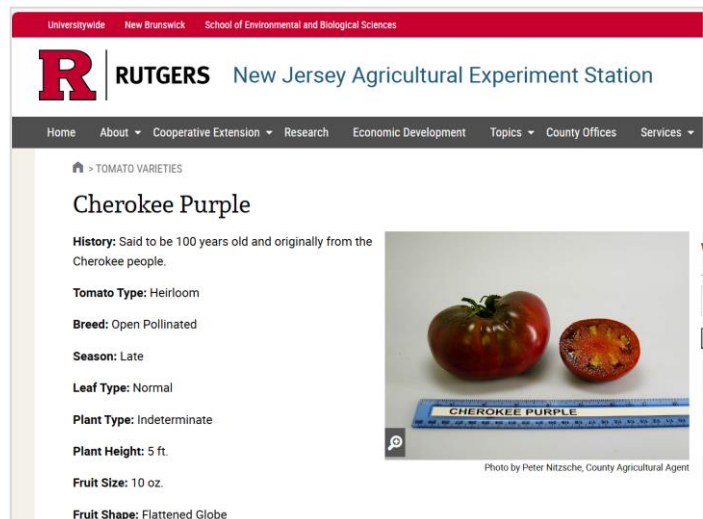 Universitywide New Brunswick School of Environmental and Biological Sciences
R RUTGERS New Jersey Agricultural Experiment Station
Home About Cooperative Extension Research Economic Development Topics County Offices Services
> TOMATO VARIETIES
Cherokee Purple
History: Said to be 100 years old and originally from the
Cherokee people.
Tomato Type: Heirloom
Breed: Open Pollinated
Season: Late
Leaf Type: Normal
Plant Type: Indeterminate
Plant Height: 5 ft.
Fruit Size: 10 oz.
Fruit Shape: Flattened Globe
CHEROKEE PURPLE
Photo by Peter Nitzsche, County Agricultural Agent